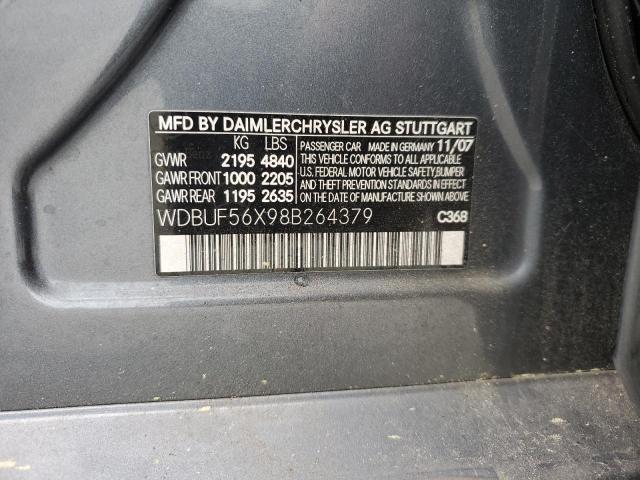 MFD BY DAIMLERCHRYSLER AG STUTTGART
KG LBS
GVWR 2195 4840
GAWR FRONT 1000 2205
GAWR REAR 1195 2635
PASSENGER CAR MADE IN GERMANY 11/07
THIS VEHICLE CONFORMS TO ALL APPLICABLE
U.S. FEDERAL MOTOR VEHICLE SAFETY, BUMPER
AND THEFT PREVENTION STANDARDS IN EFFECT
ON THE DATE OF MANUFACTURE SHOWN ABOVE
WDBUF56X98B264379
C368